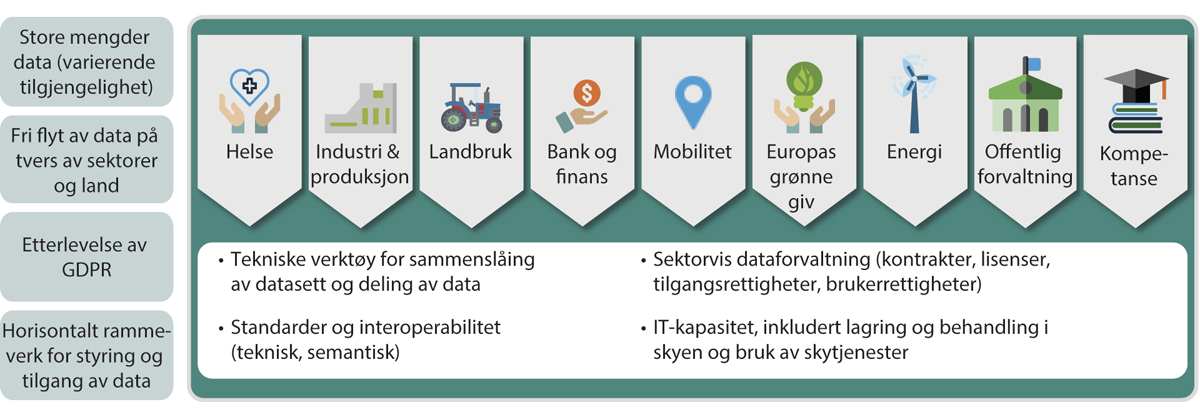 Store mengder
data (varierende
tilgjengelighet)
Fri flyt av data på
tvers av sektorer
og land
Etterlevelse av
GDPR
Horisontalt ramme-
verk for styring og
tilgang av data
Helse
Industri &
produksjon
Landbruk
Bank og
finans
Mobilitet
Europas
grønne
giv
Energi
Offentlig
forvaltning
Kompe-
tanse
• Tekniske verktøy for sammenslåing
av datasett og deling av data
• Standarder og interoperabilitet
(teknisk, semantisk)
• Sektorvis dataforvaltning (kontrakter, lisenser,
tilgangsrettigheter, brukerrettigheter)
• IT-kapasitet, inkludert lagring og behandling i
skyen og bruk av skytjenester